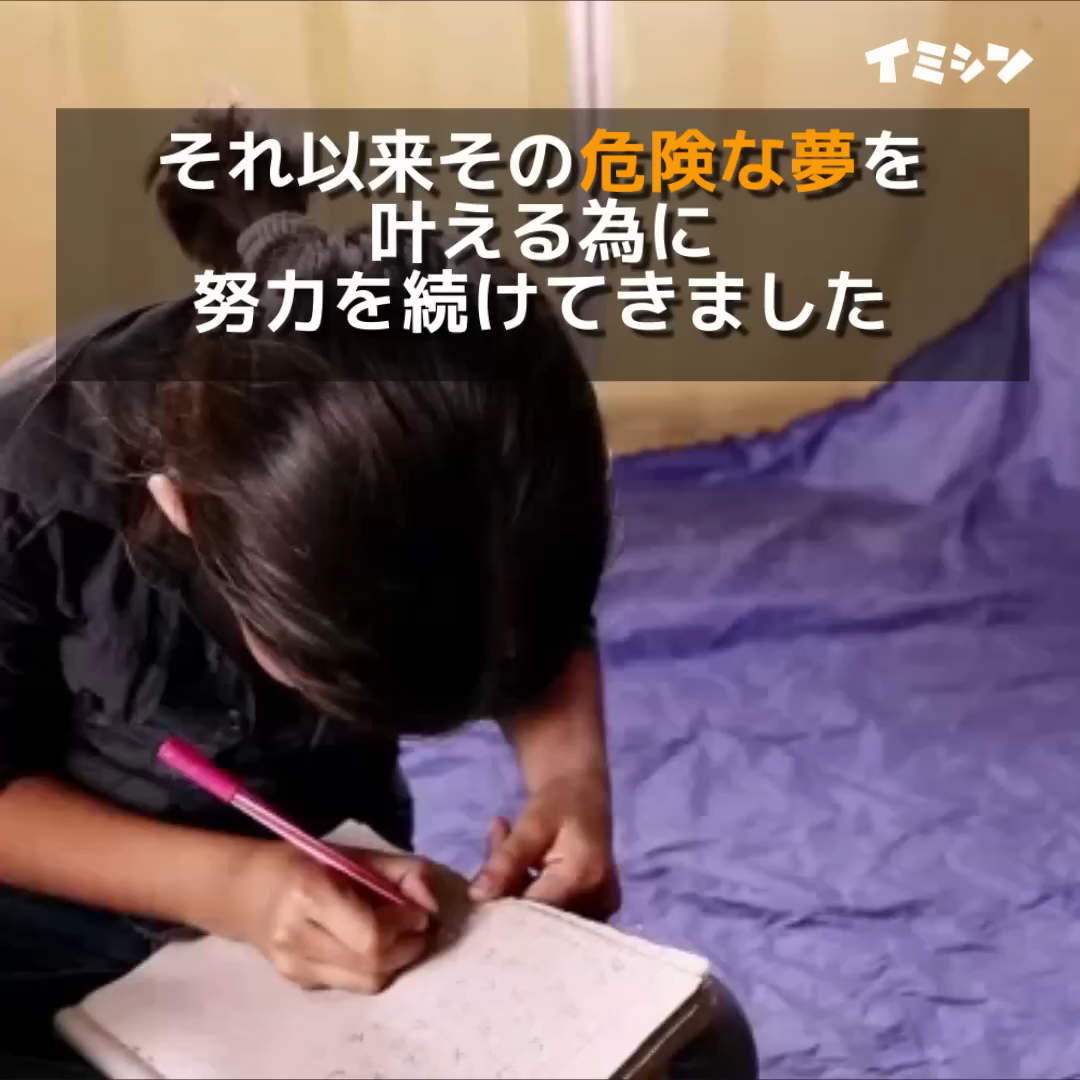 イミシン
それ以来その危険な夢を
叶える為に
努力を続けてきました